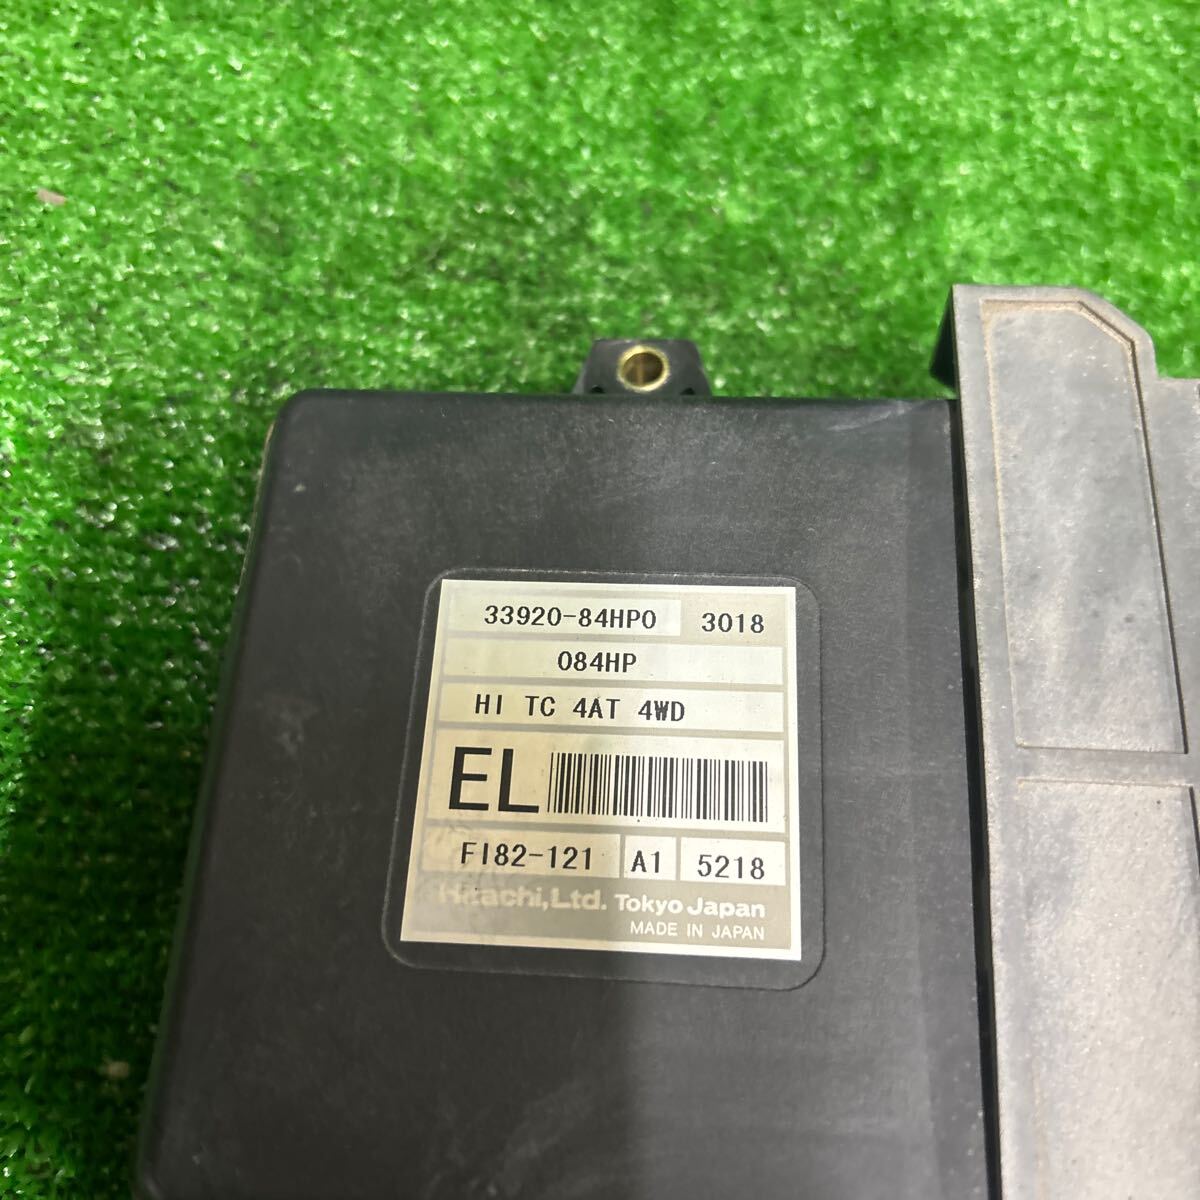 33920-84HP0 3018
084HP
HI TC 4AT 4WD
EL
FI82-121 A1 5218
Hitachi, Ltd. Tokyo Japan
MADE IN JAPAN